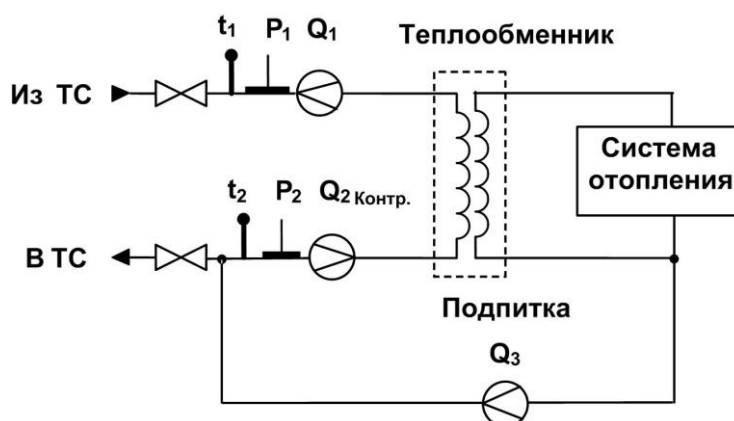 t₁ P₁ Q₁ Теплообменник
Из ТС
Система
отопления
t₂ P₂ Q₂ Контр.
В ТС
Подпитка
Q₃